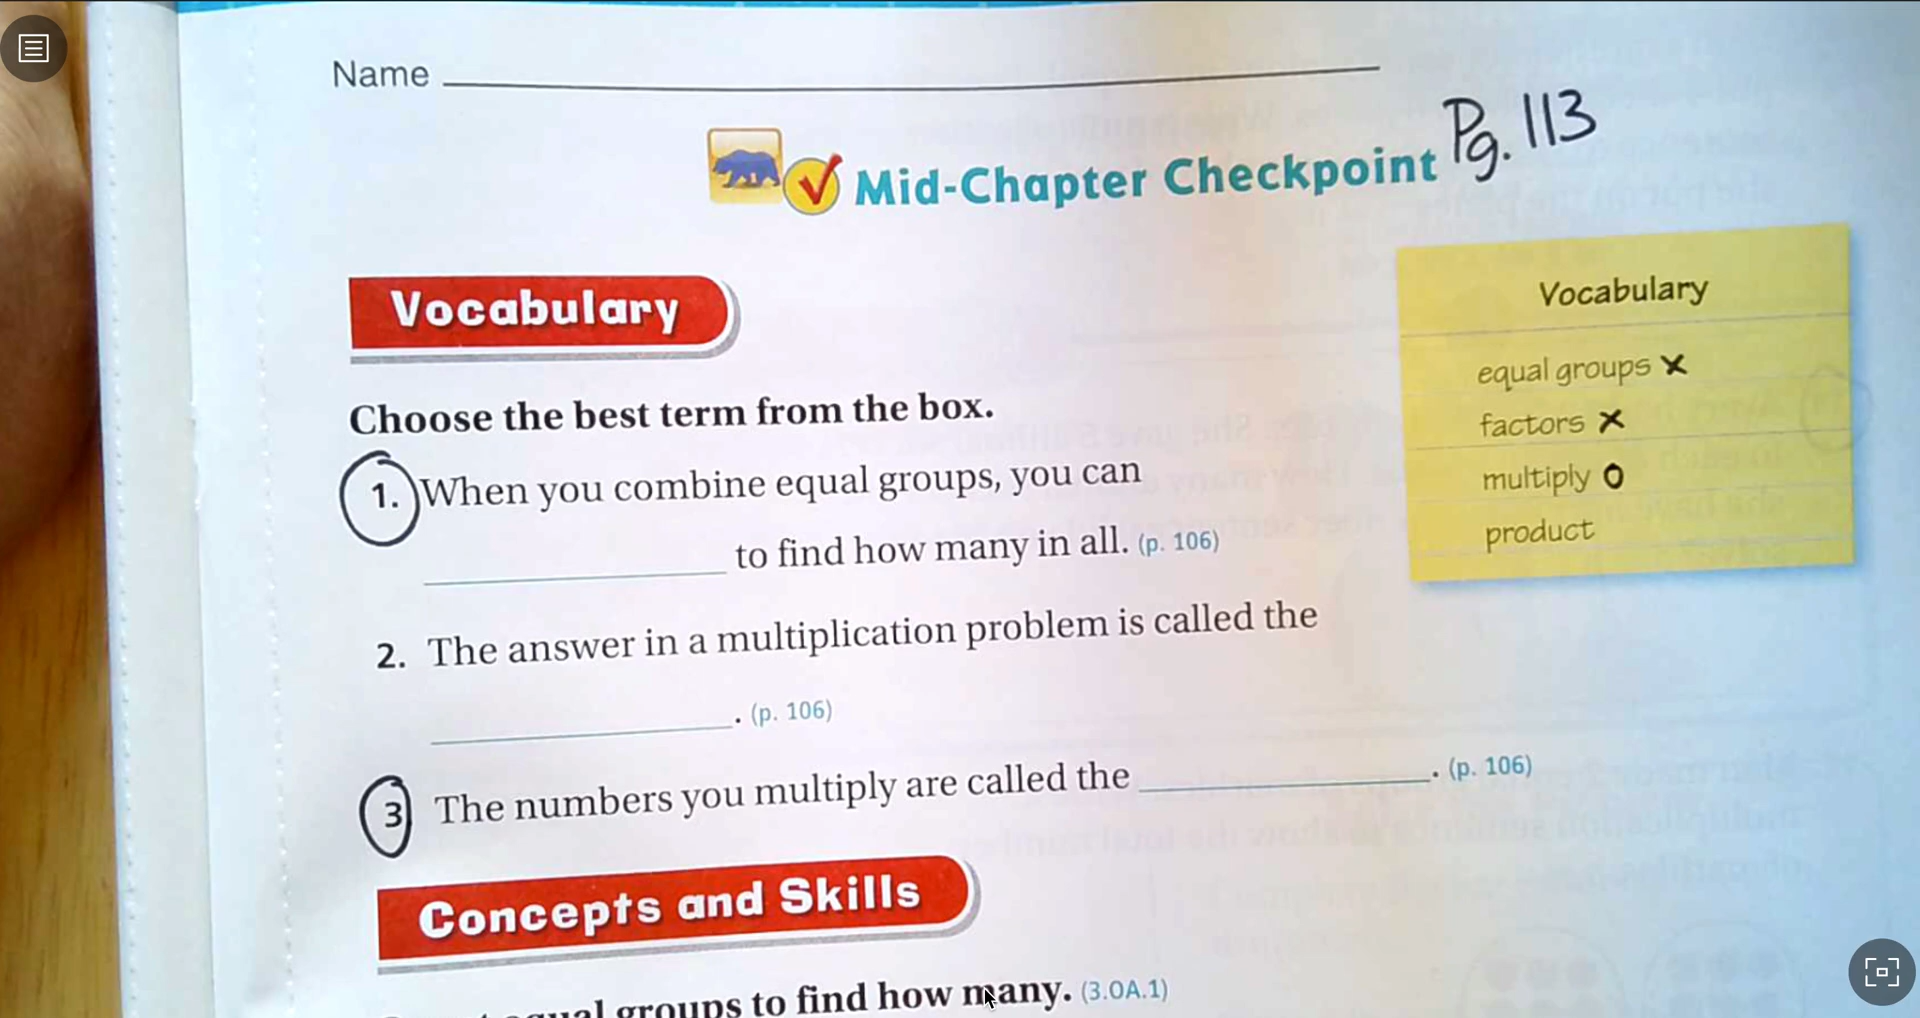 Name
Mid-Chapter Checkpoint Pg. 113
Vocabulary
Choose the best term from the box.
1. When you combine equal groups, you can
to find how many in all. (p. 106)
2. The answer in a multiplication problem is called the
. (p. 106)
3 The numbers you multiply are called the . (p. 106)
Vocabulary
equal groups X
factors X
multiply O
product
Concepts and Skills
equal groups to find how many. (3.OA.1)